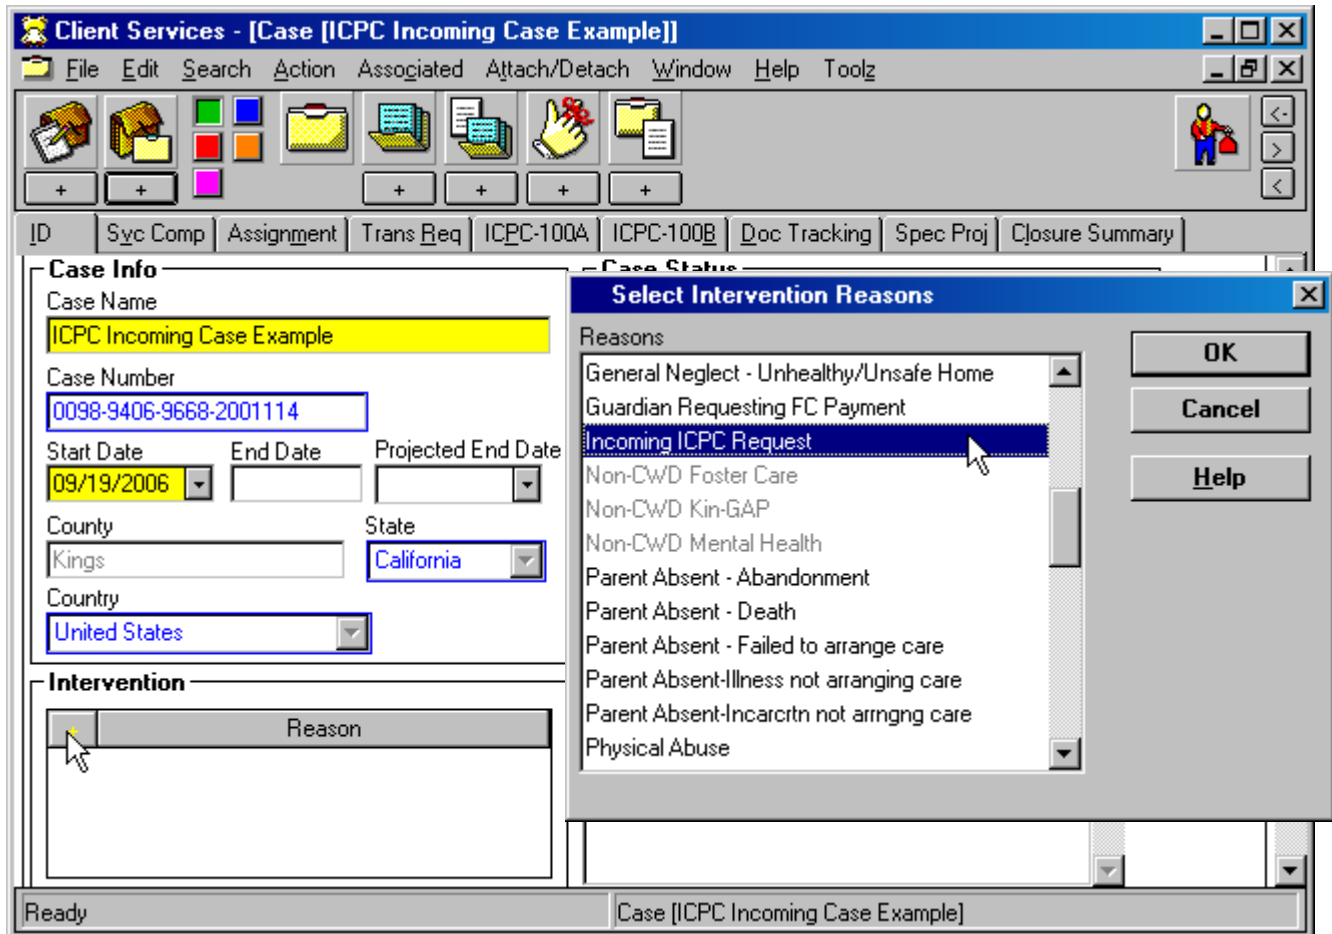 Client Services - [Case [ICPC Incoming Case Example]]
File Edit Search Action Associated Attach/Detach Window Help Toolz
+ + + + + +
ID Svc Comp Assignment Trans Req ICPC-100A ICPC-100B Doc Tracking Spec Proj Closure Summary
Case Info
Case Name
ICPC Incoming Case Example
Case Number
0098-9406-9668-2001114
Start Date End Date Projected End Date
09/19/2006
County State
Kings California
Country
United States
Intervention
+ Reason
Case Status
Select Intervention Reasons
Reasons
General Neglect - Unhealthy/Unsafe Home
Guardian Requesting FC Payment
Incoming ICPC Request
Non-CWD Foster Care
Non-CWD Kin-GAP
Non-CWD Mental Health
Parent Absent - Abandonment
Parent Absent - Death
Parent Absent - Failed to arrange care
Parent Absent-Illness not arranging care
Parent Absent-Incarcrtn not arrngng care
Physical Abuse
OK
Cancel
Help
Ready Case [ICPC Incoming Case Example]